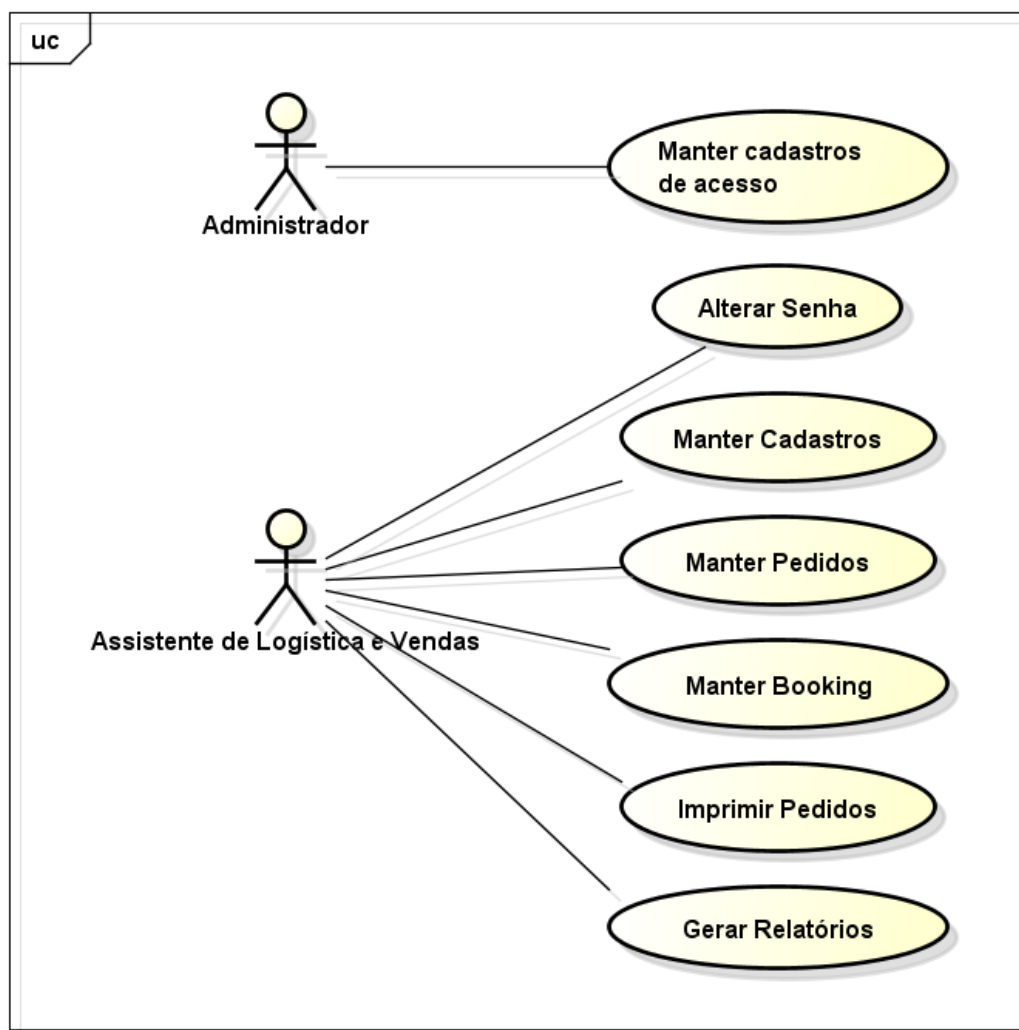 uc
Administrador
Manter cadastros
de acesso
Alterar Senha
Manter Cadastros
Manter Pedidos
Assistente de Logística e Vendas
Manter Booking
Imprimir Pedidos
Gerar Relatórios